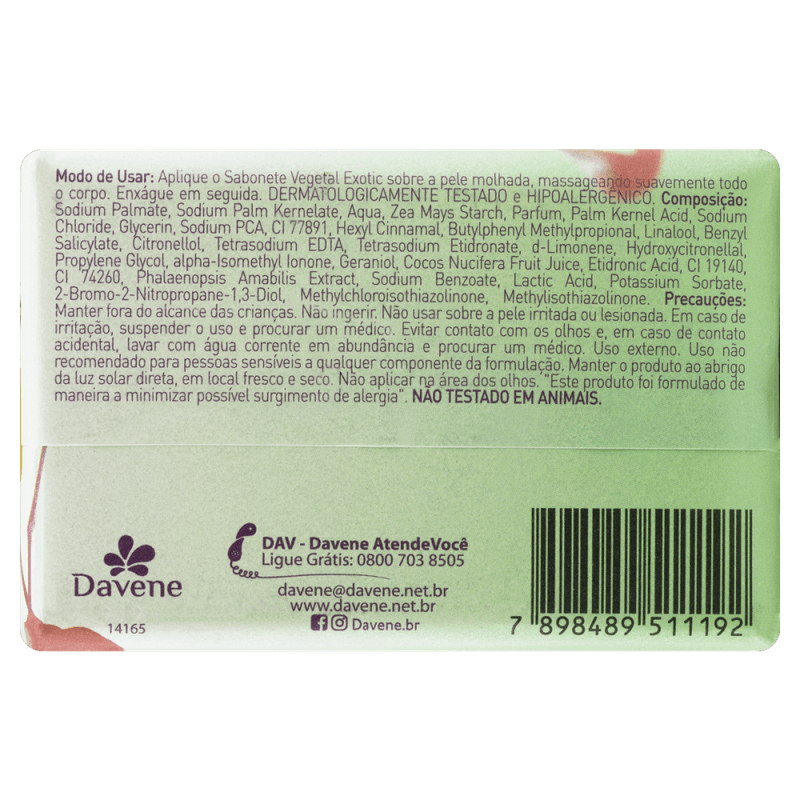 Modo de Usar: Aplique o Sabonete Vegetal Exotic sobre a pele molhada, massageando suavemente todo
o corpo. Enxágue em seguida. DERMATOLOGICAMENTE TESTADO e HIPOALERGÊNICO. Composição:
Sodium Palmate, Sodium Palm Kernelate, Aqua, Zea Mays Starch, Parfum, Palm Kernel Acid, Sodium
Chloride, Glycerin, Sodium PCA, CI 77891, Hexyl Cinnamal, Butylphenyl Methylpropional, Linalool, Benzyl
Salicylate, Citronellol, Tetrasodium EDTA, Tetrasodium Etidronate, d-Limonene, Hydroxycitronellal,
Propylene Glycol, alpha-Isomethyl Ionone, Geraniol, Cocos Nucifera Fruit Juice, Etidronic Acid, CI 19140,
CI 74260, Phalaenopsis Amabilis Extract, Sodium Benzoate, Lactic Acid, Potassium Sorbate,
2-Bromo-2-Nitropropane-1,3-Diol, Methylchloroisothiazolinone, Methylisothiazolinone. Precauções:
Manter fora do alcance das crianças. Não ingerir. Não usar sobre a pele irritada ou lesionada. Em caso de
irritação, suspender o uso e procurar um médico. Evitar contato com os olhos e, em caso de contato
acidental, lavar com água corrente em abundância e procurar um médico. Uso externo. Uso não
recomendado para pessoas sensíveis a qualquer componente da formulação. Manter o produto ao abrigo
da luz solar direta, em local fresco e seco. Não aplicar na área dos olhos. "Este produto foi formulado de
maneira a minimizar possível surgimento de alergia". NÃO TESTADO EM ANIMAIS.
Davene
14165
DAV - Davene AtendeVocê
Ligue Grátis: 0800 703 8505
davene@davene.net.br
www.davene.net.br
Davene.br
7 898489 511192